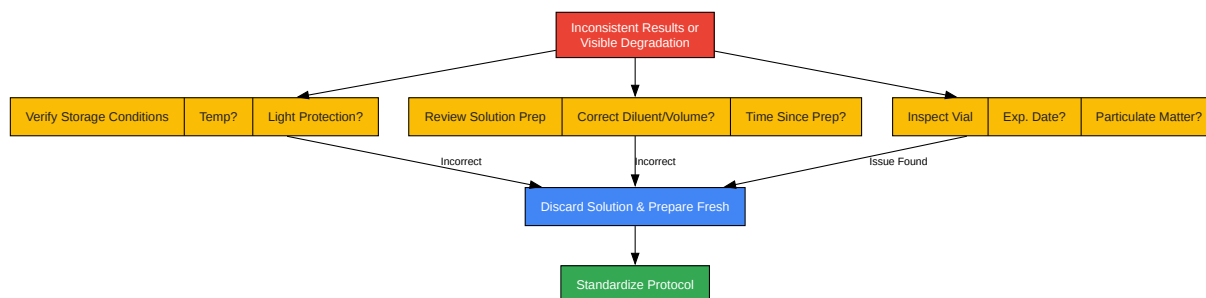 Inconsistent Results or
Visible Degradation
Verify Storage Conditions
Temp?
Light Protection?
Review Solution Prep
Correct Diluent/Volume?
Time Since Prep?
Inspect Vial
Exp. Date?
Particulate Matter?
Incorrect
Incorrect
Issue Found
Discard Solution & Prepare Fresh
Standardize Protocol